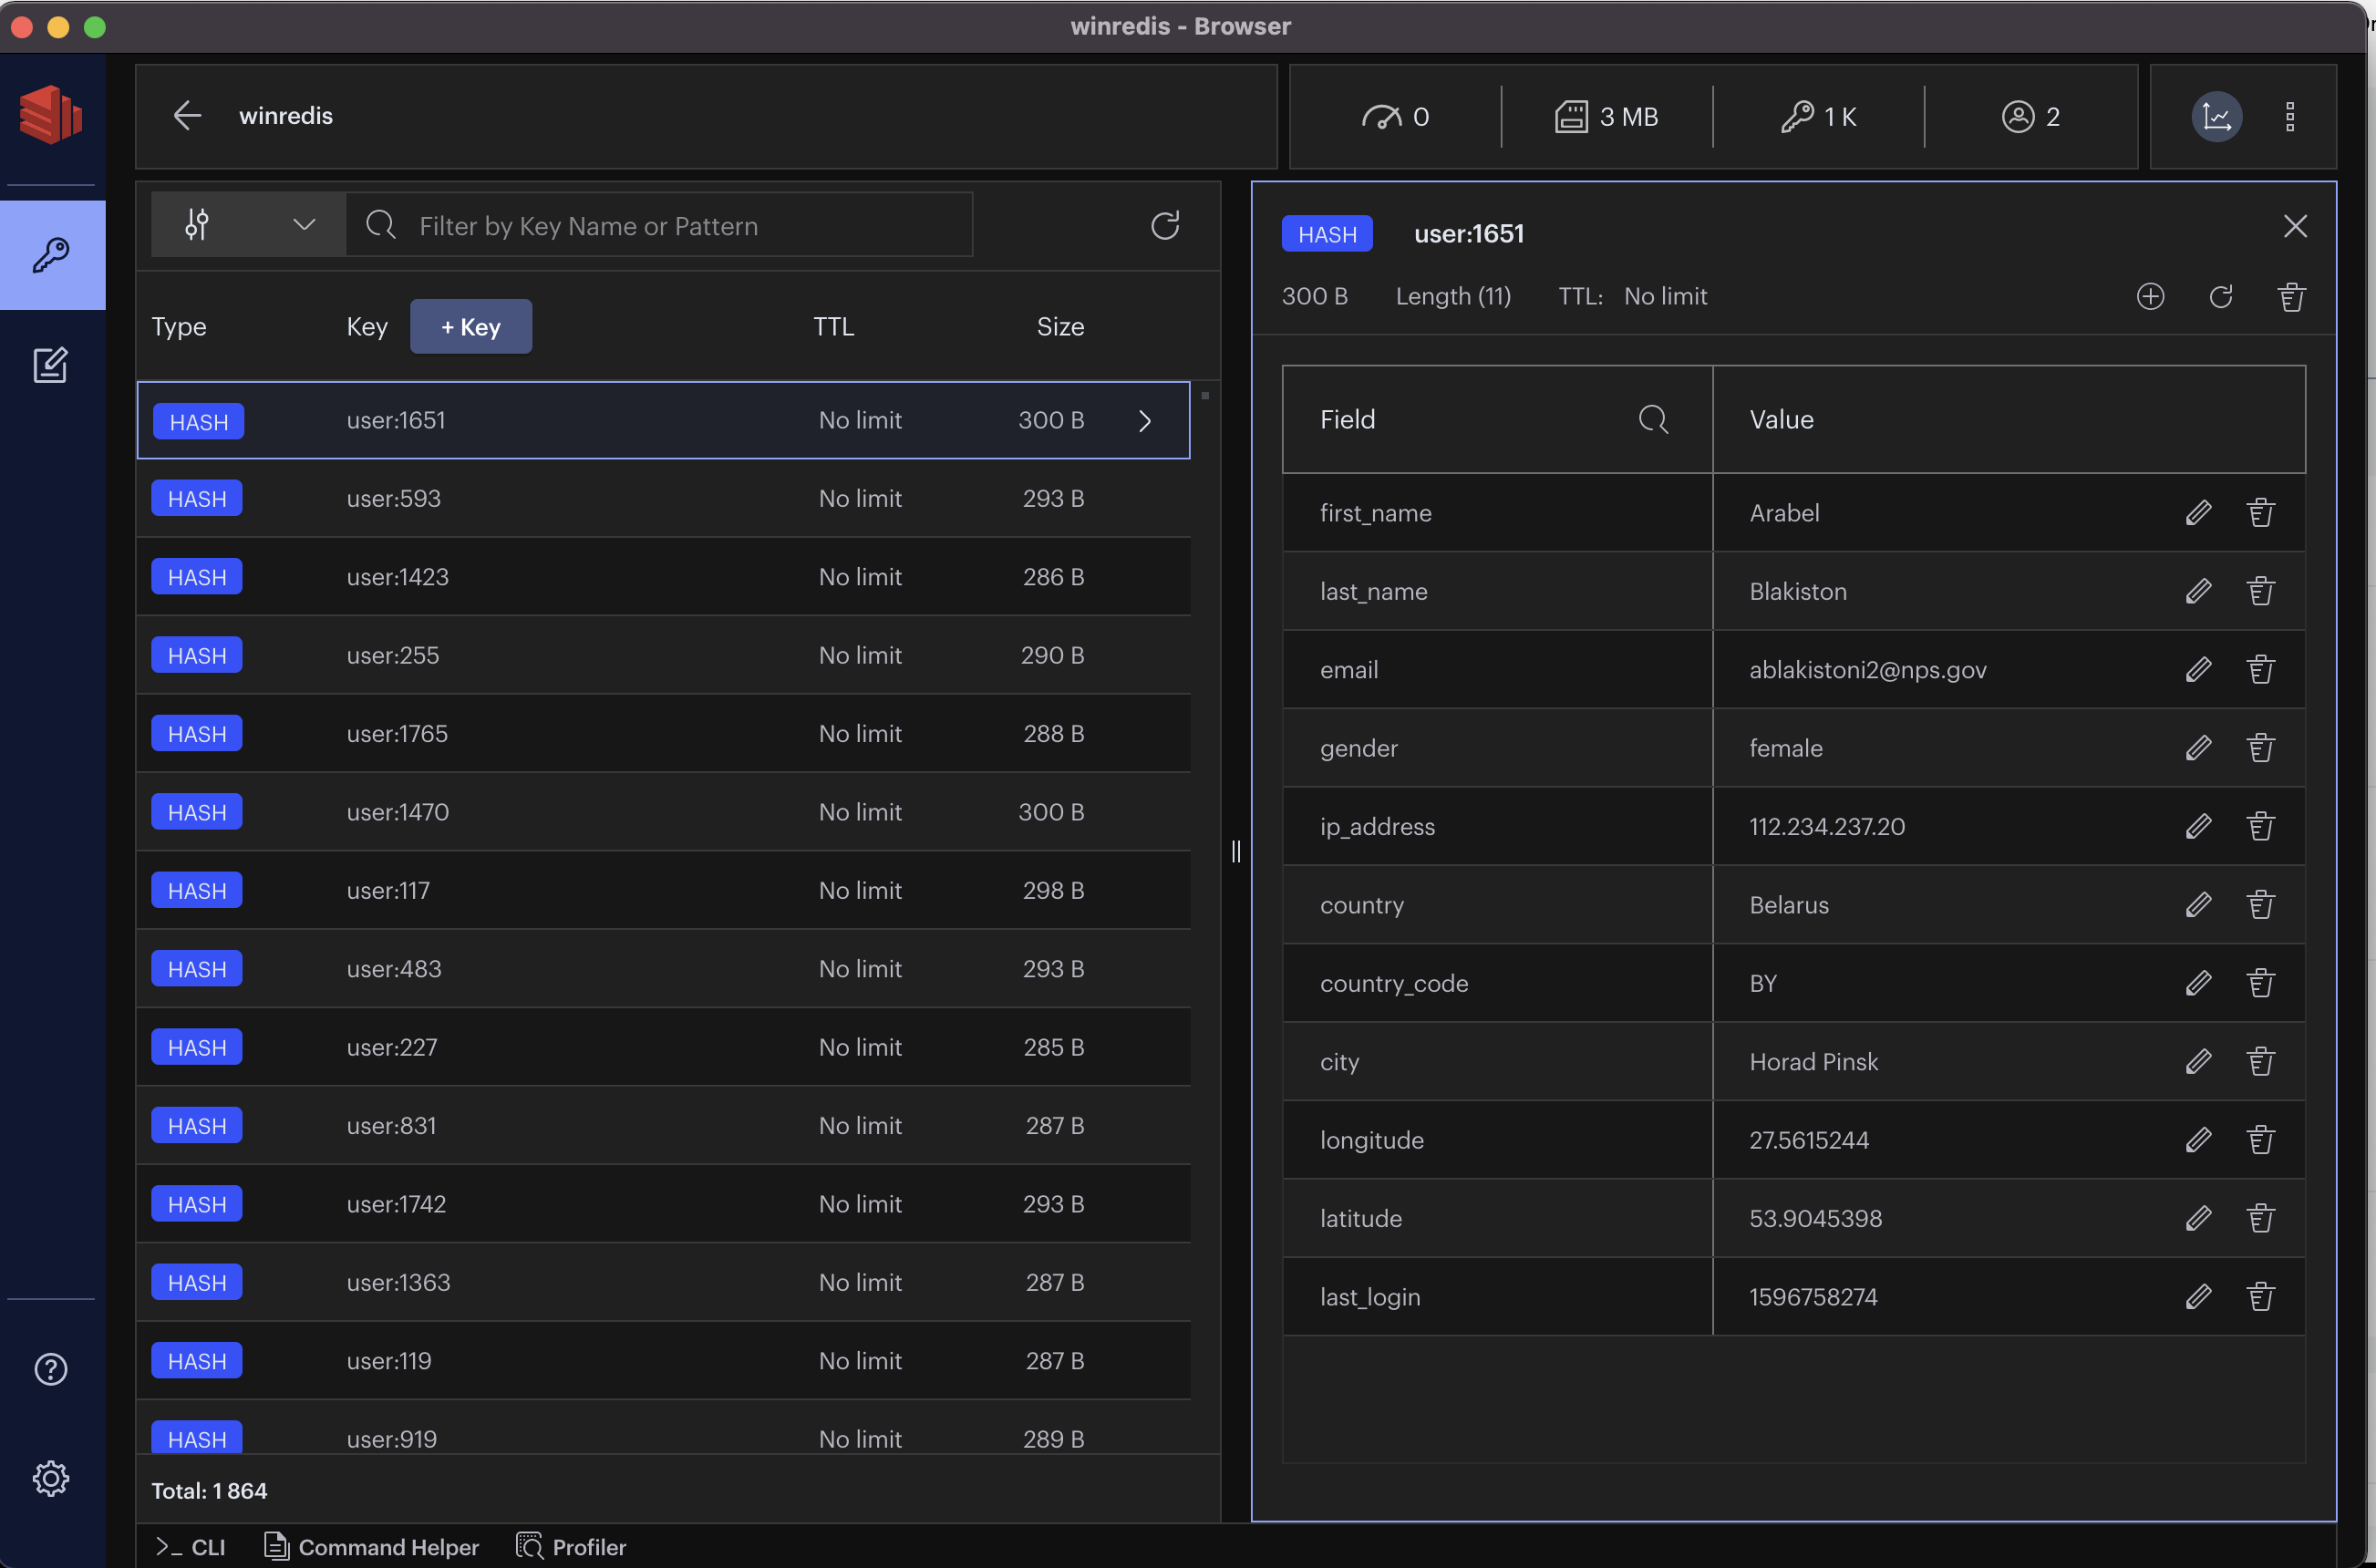 winredis - Browser
winredis
0
3 MB
1 K
2
Filter by Key Name or Pattern
Type Key + Key TTL Size
HASH user:1651 No limit 300 B
HASH user:593 No limit 293 B
HASH user:1423 No limit 286 B
HASH user:255 No limit 290 B
HASH user:1765 No limit 288 B
HASH user:1470 No limit 300 B
HASH user:117 No limit 298 B
HASH user:483 No limit 293 B
HASH user:227 No limit 285 B
HASH user:831 No limit 287 B
HASH user:1742 No limit 293 B
HASH user:1363 No limit 287 B
HASH user:119 No limit 287 B
HASH user:919 No limit 289 B
Total: 1 864
HASH user:1651
300 B Length (11) TTL: No limit
Field Value
first_name Arabel
last_name Blakiston
email ablakistoni2@nps.gov
gender female
ip_address 112.234.237.20
country Belarus
country_code BY
city Horad Pinsk
longitude 27.5615244
latitude 53.9045398
last_login 1596758274
>_ CLI Command Helper Profiler